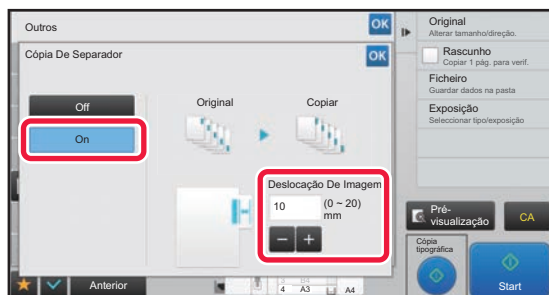 Outros
OK
Cópia De Separador
OK
Off
On
Original
Copiar
Deslocação De Imagem
10
(0 ~ 20)
mm
Original
Alterar tamanho/direção.
Rascunho
Copiar 1 pág. para verif.
Ficheiro
Guardar dados na pasta
Exposição
Seleccionar tipo/exposição
Pré-
visualização
CA
Cópia
tipográfica
Start
Anterior
4 A3
A4